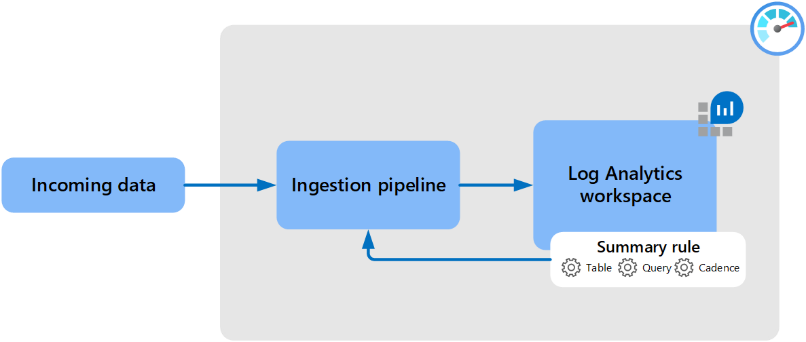 Incoming data
Ingestion pipeline
Log Analytics
workspace
Summary rule
Table Query Cadence